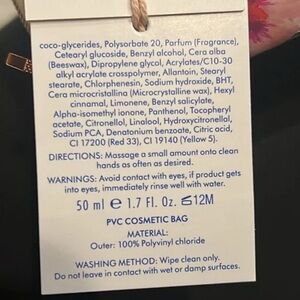 coco-glycerides, Polysorbate 20, Parfum (Fragrance),
Cetearyl glucoside, Benzyl alcohol, Cera alba
(Beeswax), Dipropylene glycol, Acrylates/C10-30
alkyl acrylate crosspolymer, Allantoin, Stearyl
stearate, Chlorphenesin, Sodium hydroxide, BHT,
Cera microcristallina (Microcrystalline wax), Hexyl
cinnamal, Limonene, Benzyl salicylate,
Alpha-isomethyl ionone, Panthenol, Tocopheryl
acetate, Citronellol, Linalool, Hydroxycitronellal,
Sodium PCA, Denatonium benzoate, Citric acid,
CI 17200 (Red 33), CI 19140 (Yellow 5).
DIRECTIONS: Massage a small amount onto clean
hands as often as required.
WARNINGS: Avoid contact with eyes, if product gets
into eyes, immediately rinse well with water.
50 ml ℮ 1.7 Fl. Oz. 12M
PVC COSMETIC BAG
MATERIAL:
Outer: 100% Polyvinyl chloride
WASHING METHOD: Wipe clean only.
Do not leave in contact with wet or damp surfaces.